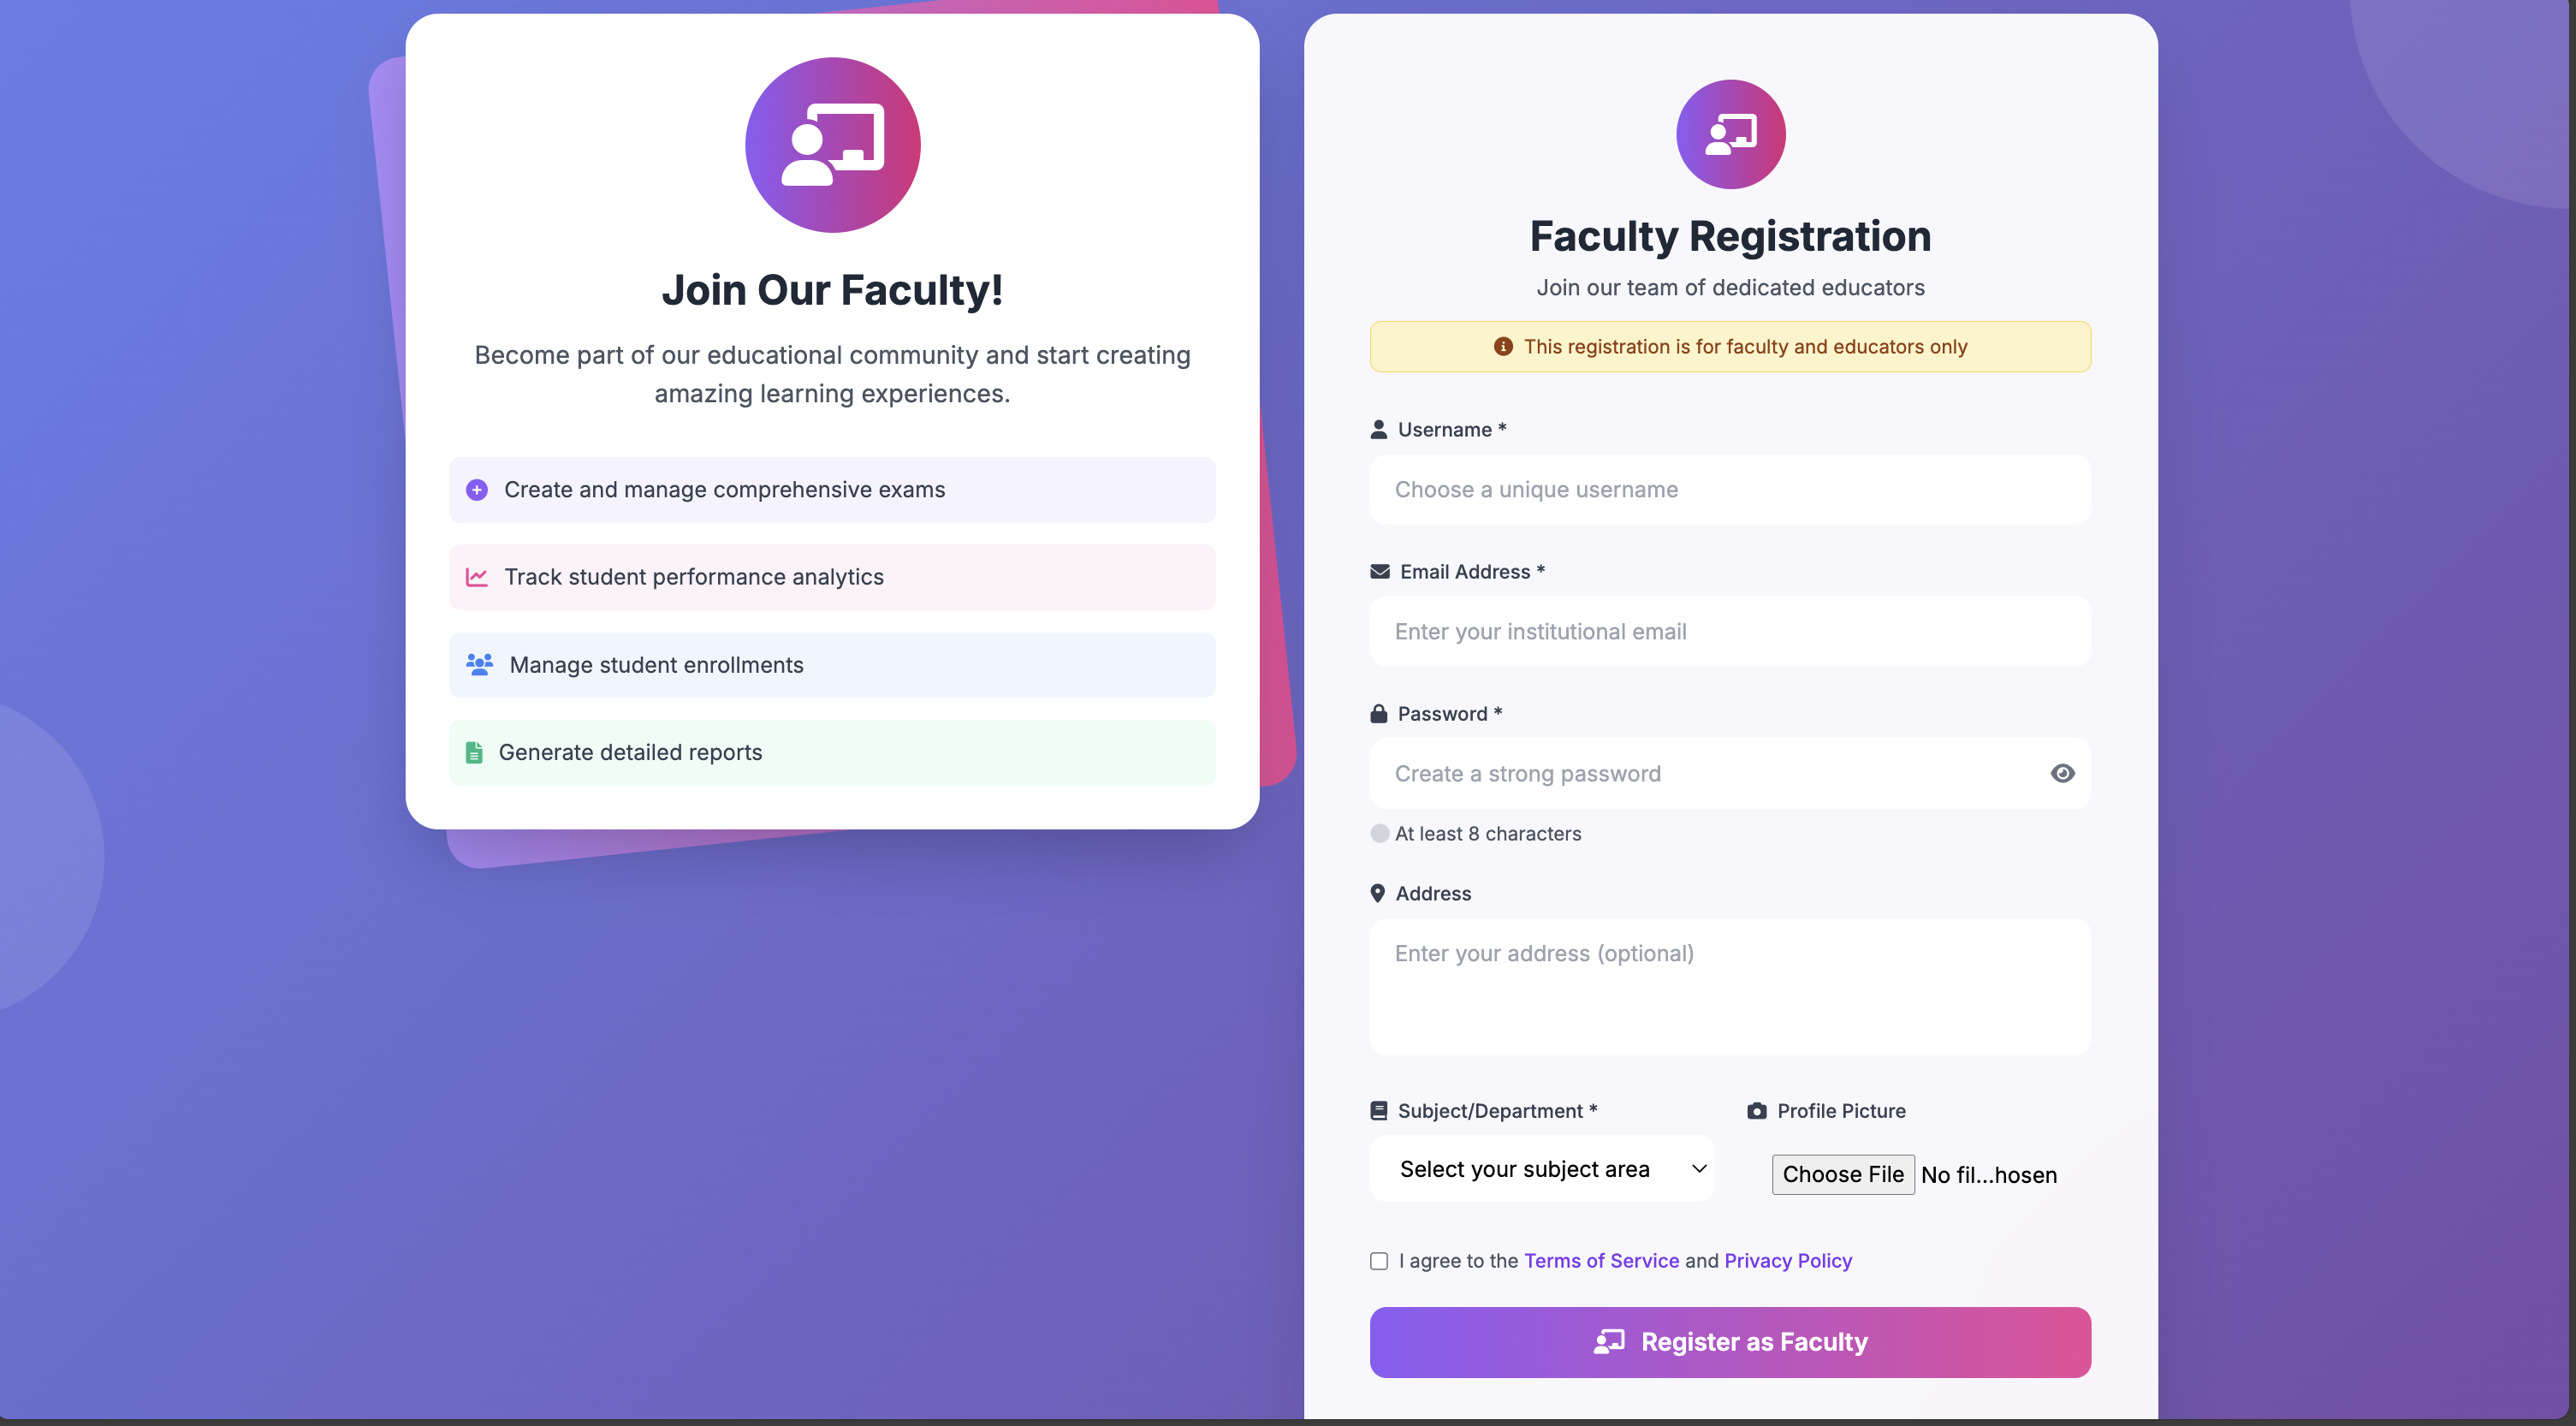 Join Our Faculty!
Become part of our educational community and start creating
amazing learning experiences.
Create and manage comprehensive exams
Track student performance analytics
Manage student enrollments
Generate detailed reports
Faculty Registration
Join our team of dedicated educators
This registration is for faculty and educators only
Username *
Choose a unique username
Email Address *
Enter your institutional email
Password *
Create a strong password
At least 8 characters
Address
Enter your address (optional)
Subject/Department *
Select your subject area
Profile Picture
Choose File No fil...hosen
I agree to the Terms of Service and Privacy Policy
Register as Faculty